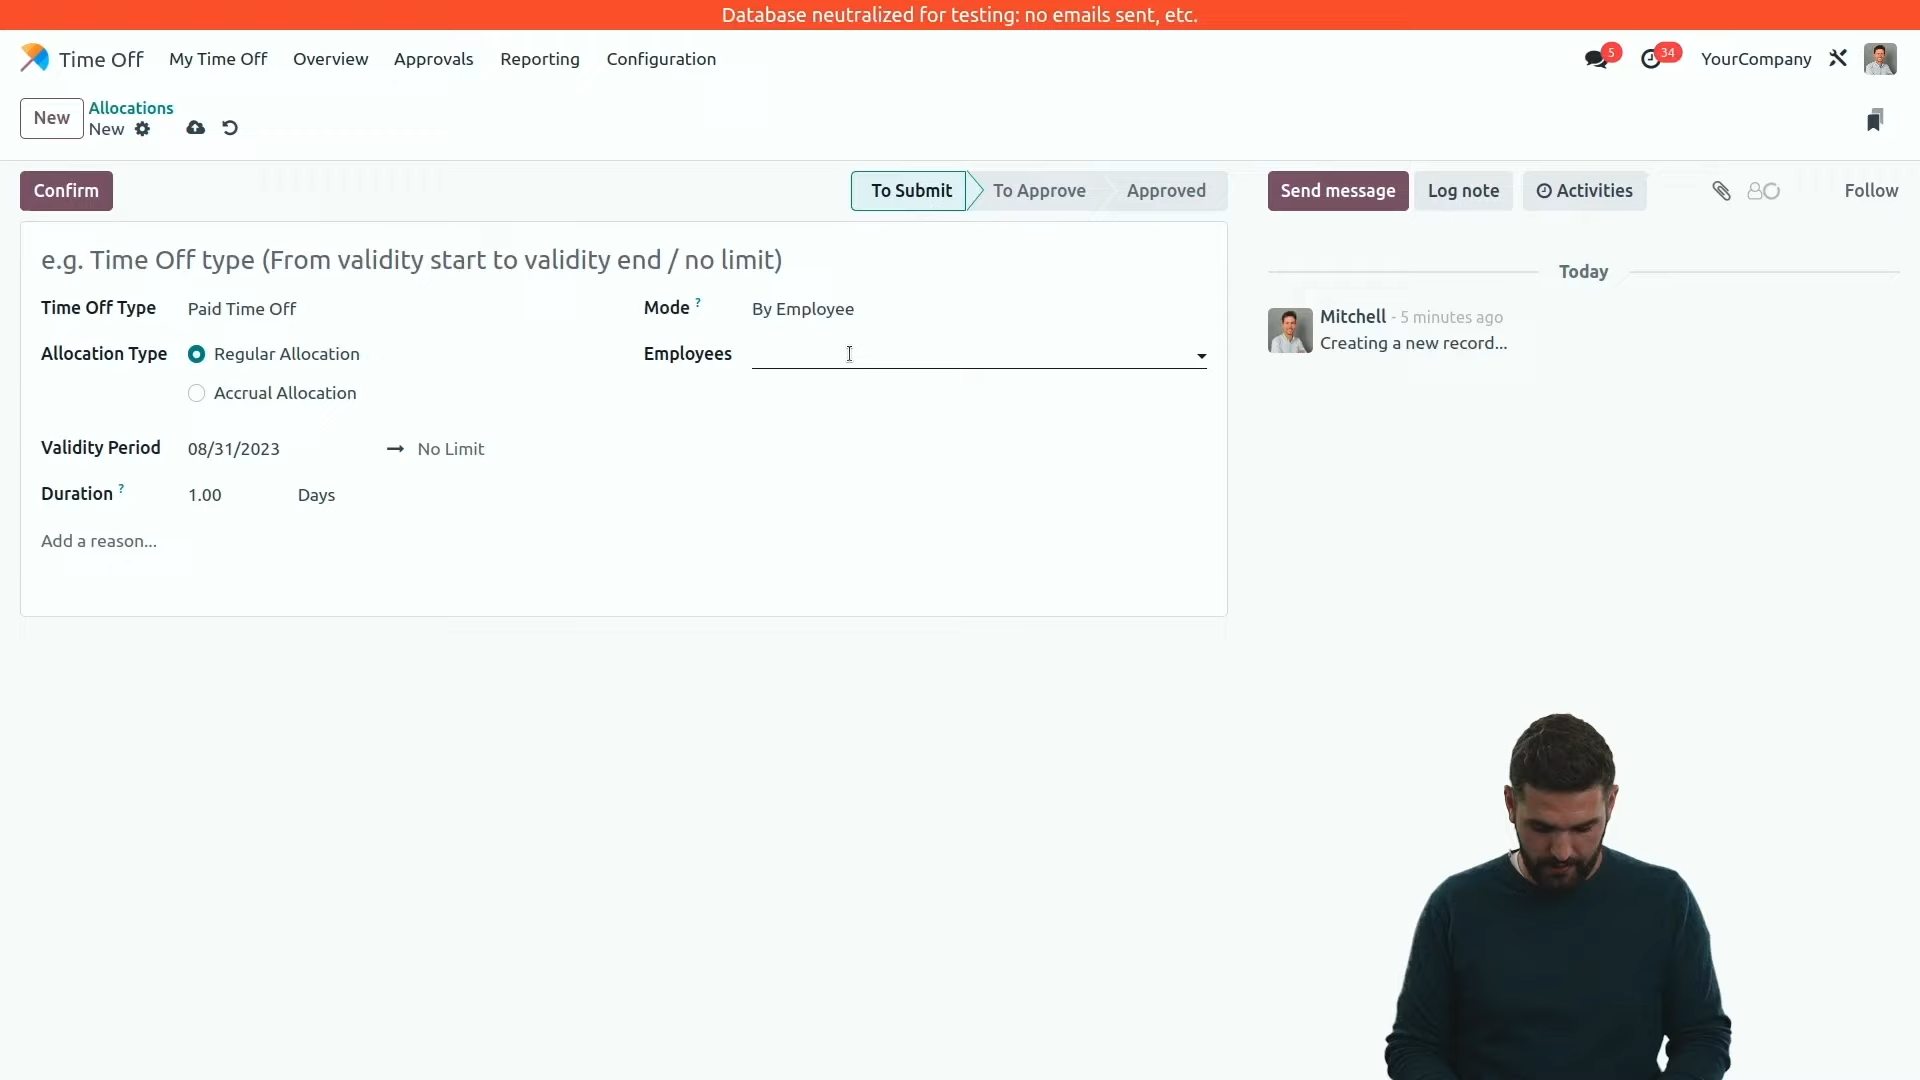 Database neutralized for testing: no emails sent, etc.
Time Off My Time Off Overview Approvals Reporting Configuration 5 34 YourCompany
New Allocations
New
Confirm To Submit To Approve Approved Send message Log note Activities Follow
e.g. Time Off type (From validity start to validity end / no limit)
Today
Time Off Type Paid Time Off Mode ? By Employee
Mitchell - 5 minutes ago
Creating a new record...
Allocation Type Regular Allocation Employees
Accrual Allocation
Validity Period 08/31/2023 → No Limit
Duration ? 1.00 Days
Add a reason...